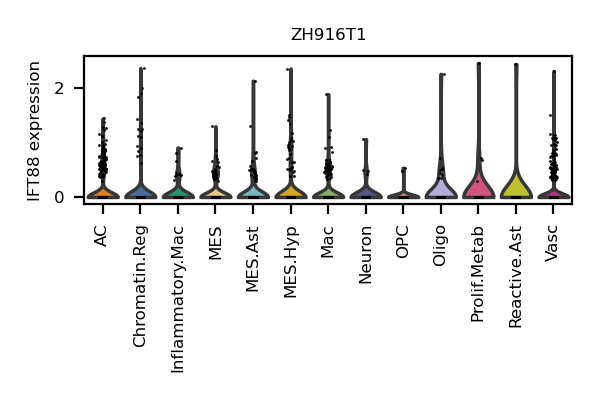 ZH916T1
IFT88 expression
2
0
AC
Chromatin.Reg
Inflammatory.Mac
MES
MES.Ast
MES.Hyp
Mac
Neuron
OPC
Oligo
Prolif.Metab
Reactive.Ast
Vasc